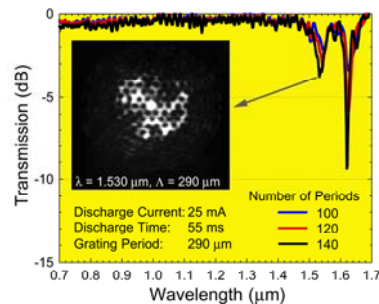 Transmission (dB)
0
-5
-10
-15
λ = 1.530 μm, Λ = 290 μm
Discharge Current: 25 mA
Discharge Time: 55 ms
Grating Period: 290 μm
Number of Periods
100
120
140
0.7 0.8 0.9 1.0 1.1 1.2 1.3 1.4 1.5 1.6 1.7
Wavelength (μm)